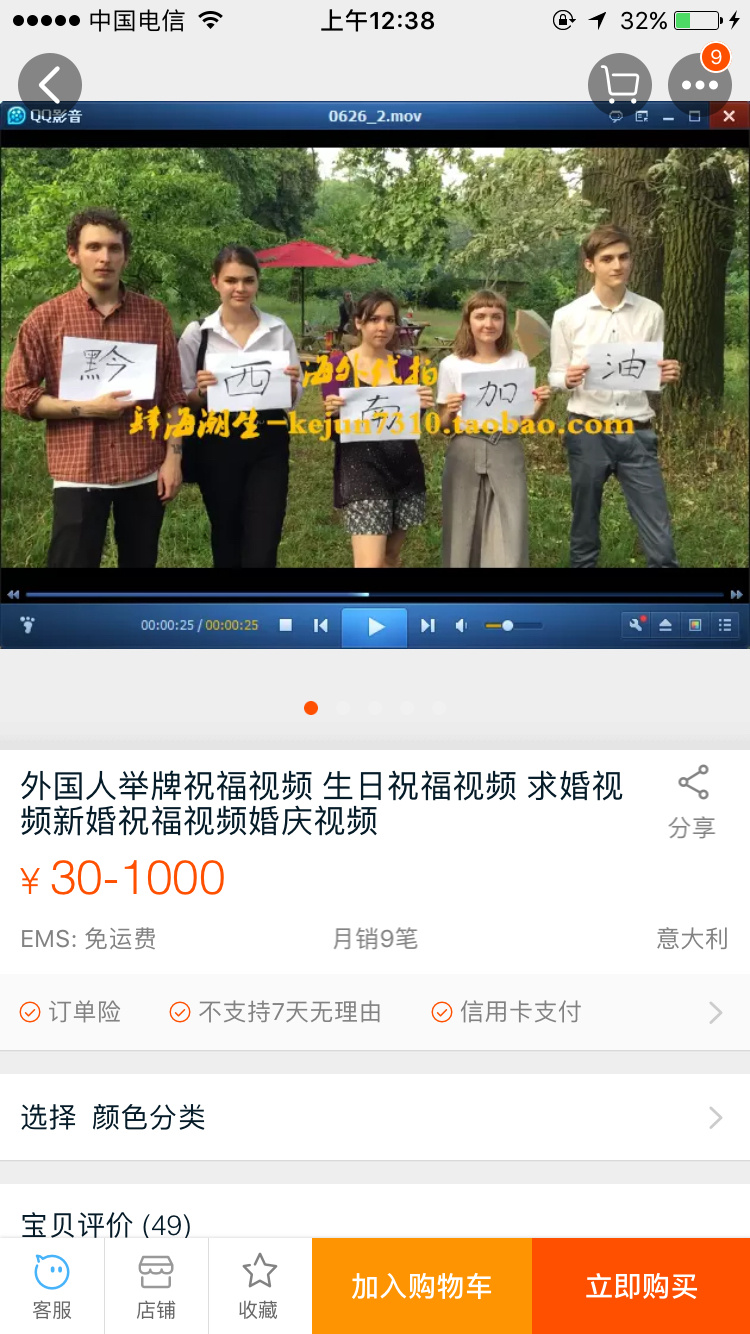 中国电信
上午12:38
32%
9
QQ影音
0626_2.mov
黔 西 南 加 油
海外代拍
肆海潮生-kejun7310.taobao.com
00:00:25 / 00:00:25
外国人举牌祝福视频 生日祝福视频 求婚视
频新婚祝福视频婚庆视频
分享
¥ 30-1000
EMS: 免运费
月销9笔
意大利
订单险
不支持7天无理由
信用卡支付
选择 颜色分类
宝贝评价 (49)
客服
店铺
收藏
加入购物车
立即购买